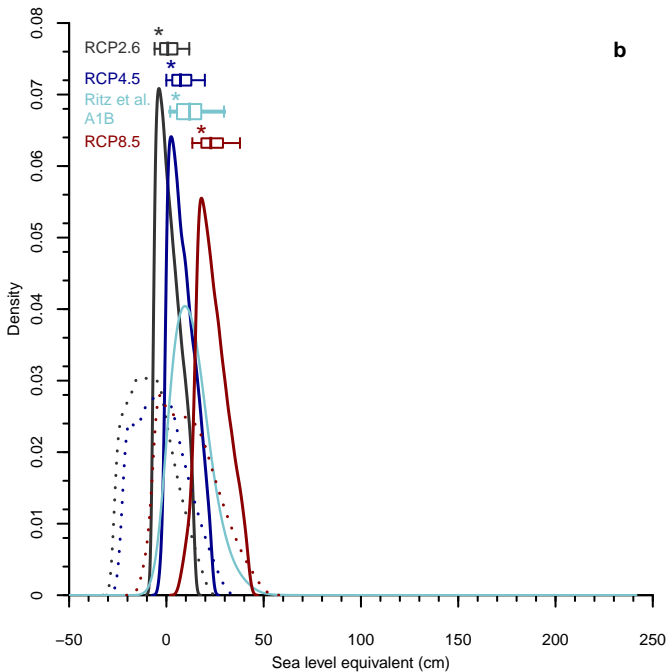 b
*
RCP2.6
*
RCP4.5
*
Ritz et al.
A1B
*
RCP8.5
Density
0.08
0.07
0.06
0.05
0.04
0.03
0.02
0.01
0
−50 0 50 100 150 200 250
Sea level equivalent (cm)